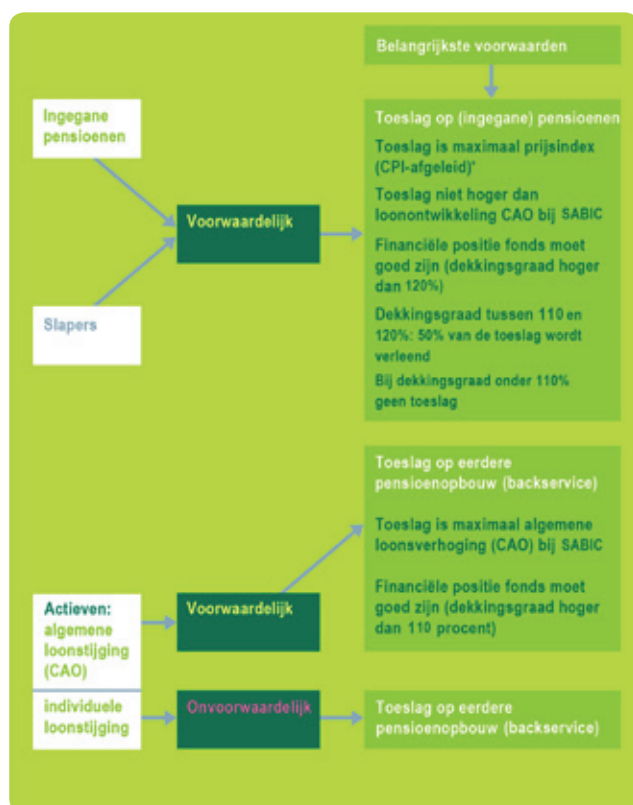 Belangrijkste voorwaarden
Ingegane
pensioenen
Slapers
Voorwaardelijk
Toeslag op (ingegane) pensioenen
Toeslag is maximaal prijsindex
(CPI-afgeleid)*
Toeslag niet hoger dan
loonontwikkeling CAO bij SABIC
Financiële positie fonds moet
goed zijn (dekkingsgraad hoger
dan 120%)
Dekkingsgraad tussen 110 en
120%: 50% van de toeslag wordt
verleend
Bij dekkingsgraad onder 110%
geen toeslag
Actieven:
algemene
loonstijging
(CAO)
Voorwaardelijk
Toeslag op eerdere
pensioenopbouw (backservice)
Toeslag is maximaal algemene
loonsverhoging (CAO) bij SABIC
Financiële positie fonds moet
goed zijn (dekkingsgraad hoger
dan 110 procent)
individuele
loonstijging
Onvoorwaardelijk
Toeslag op eerdere
pensioenopbouw (backservice)